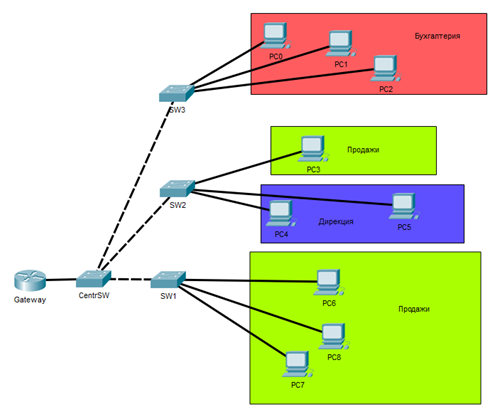 Бухгалтерия
PC0
PC1
PC2
SW3
Продажи
PC3
SW2
Дирекция
PC4
PC5
Gateway
CentrSW
SW1
PC6
Продажи
PC8
PC7